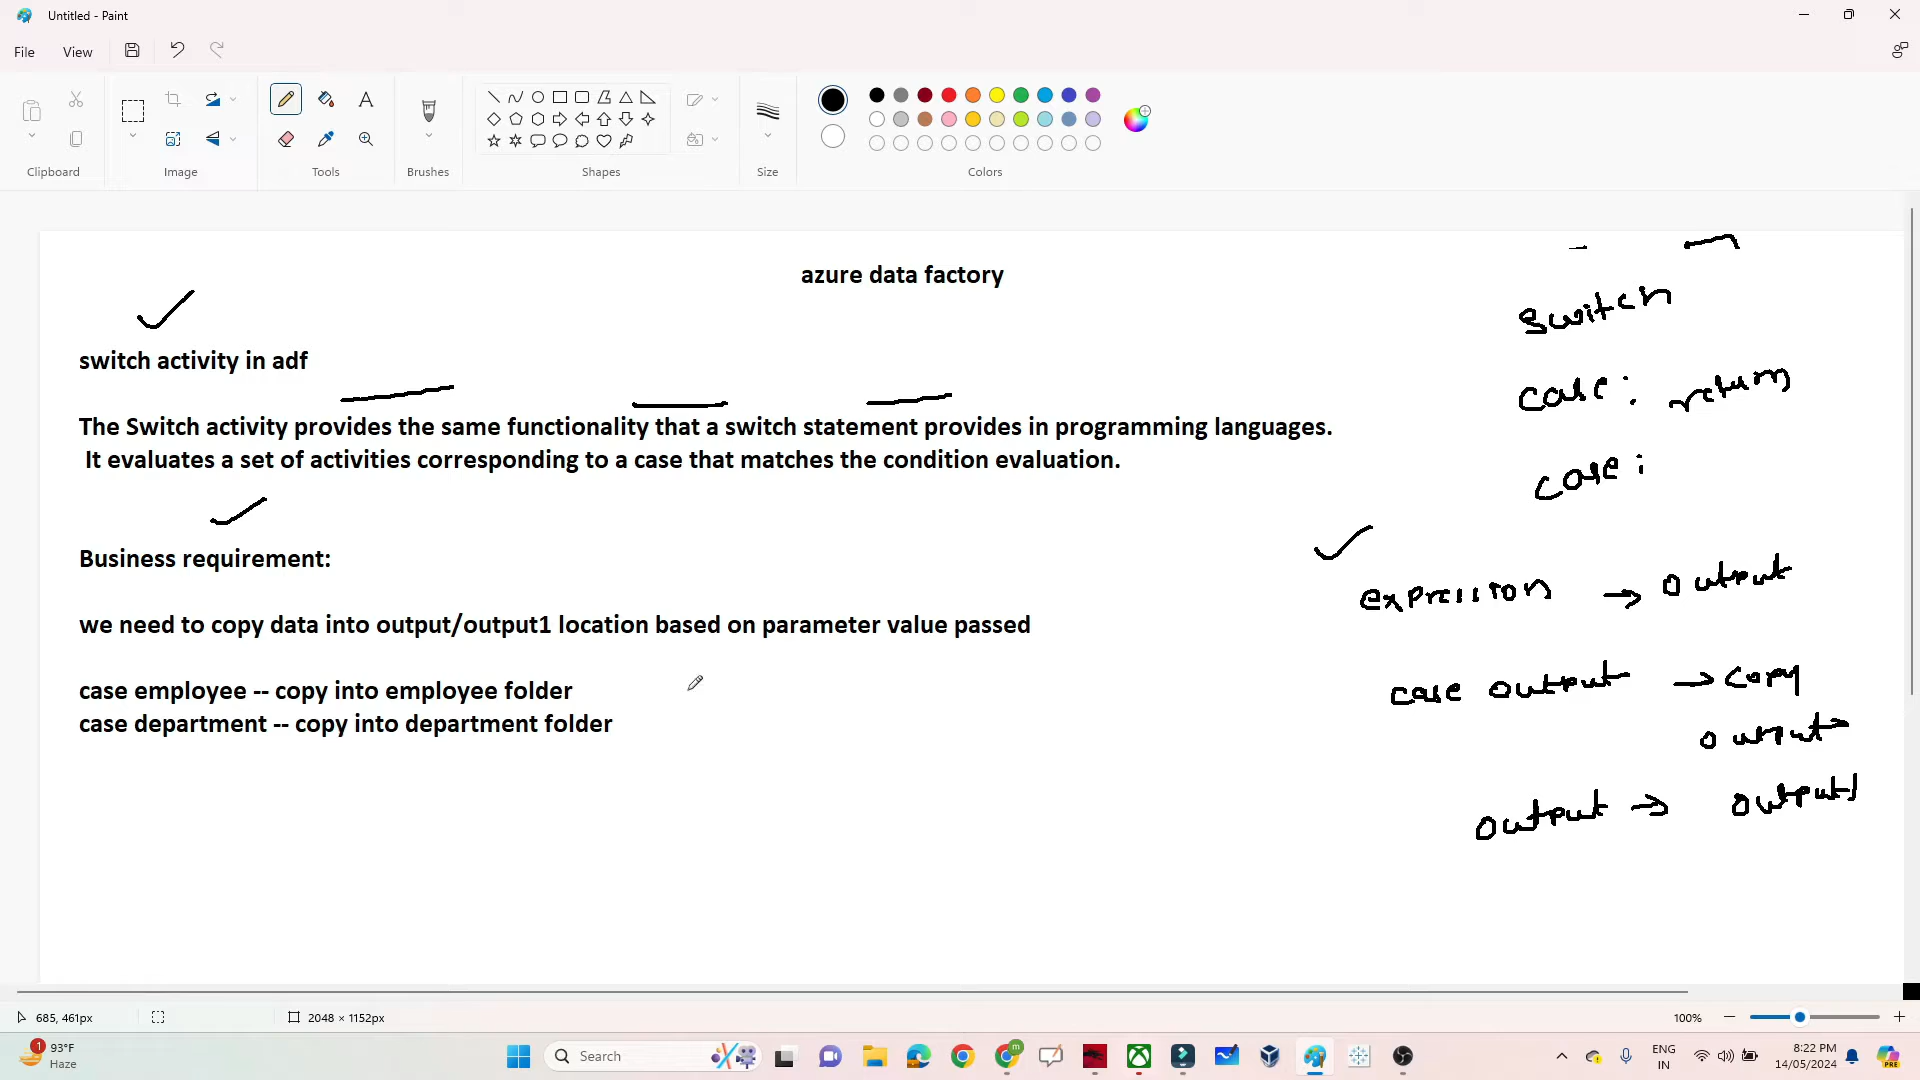 Untitled - Paint
File
View
Clipboard
Image
Tools
Brushes
Shapes
Size
Colors
azure data factory
switch activity in adf
The Switch activity provides the same functionality that a switch statement provides in programming languages.
It evaluates a set of activities corresponding to a case that matches the condition evaluation.
Business requirement:
we need to copy data into output/output1 location based on parameter value passed
case employee -- copy into employee folder
case department -- copy into department folder
switch
case: return
case:
expression → output
case output → copy
output
output → output1
685, 461px
2048 × 1152px
100%
1
93°F
Haze
Search
m
ENG
IN
8:22 PM
14/05/2024
PRE